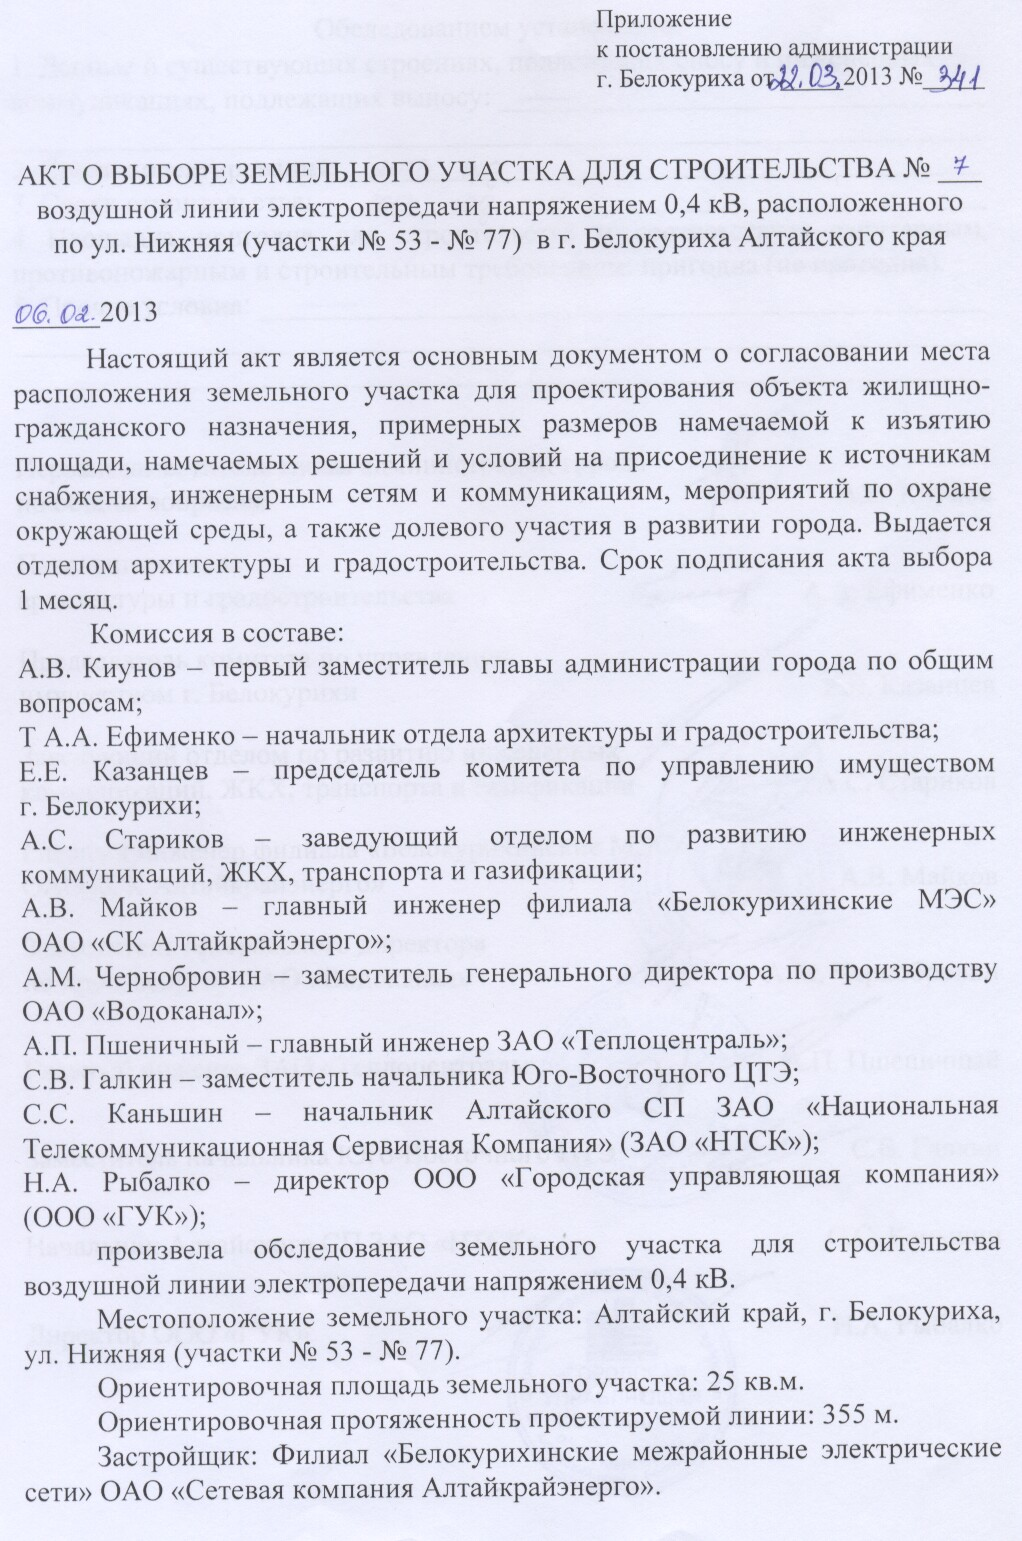 Приложение
к постановлению администрации
г. Белокуриха от 22.03. 2013 № 341
АКТ О ВЫБОРЕ ЗЕМЕЛЬНОГО УЧАСТКА ДЛЯ СТРОИТЕЛЬСТВА № 7
воздушной линии электропередачи напряжением 0,4 кВ, расположенного
по ул. Нижняя (участки № 53 - № 77) в г. Белокуриха Алтайского края
06.02.2013
Настоящий акт является основным документом о согласовании места
расположения земельного участка для проектирования объекта жилищно-
гражданского назначения, примерных размеров намечаемой к изъятию
площади, намечаемых решений и условий на присоединение к источникам
снабжения, инженерным сетям и коммуникациям, мероприятий по охране
окружающей среды, а также долевого участия в развитии города. Выдается
отделом архитектуры и градостроительства. Срок подписания акта выбора
1 месяц.
Комиссия в составе:
А.В. Киунов – первый заместитель главы администрации города по общим
вопросам;
Т А.А. Ефименко – начальник отдела архитектуры и градостроительства;
Е.Е. Казанцев – председатель комитета по управлению имуществом
г. Белокурихи;
А.С. Стариков – заведующий отделом по развитию инженерных
коммуникаций, ЖКХ, транспорта и газификации;
А.В. Майков – главный инженер филиала «Белокурихинские МЭС»
ОАО «СК Алтайкрайэнерго»;
А.М. Чернобровин – заместитель генерального директора по производству
ОАО «Водоканал»;
А.П. Пшеничный – главный инженер ЗАО «Теплоцентраль»;
С.В. Галкин – заместитель начальника Юго-Восточного ЦТЭ;
С.С. Каньшин – начальник Алтайского СП ЗАО «Национальная
Телекоммуникационная Сервисная Компания» (ЗАО «НТСК»);
Н.А. Рыбалко – директор ООО «Городская управляющая компания»
(ООО «ГУК»);
произвела обследование земельного участка для строительства
воздушной линии электропередачи напряжением 0,4 кВ.
Местоположение земельного участка: Алтайский край, г. Белокуриха,
ул. Нижняя (участки № 53 - № 77).
Ориентировочная площадь земельного участка: 25 кв.м.
Ориентировочная протяженность проектируемой линии: 355 м.
Застройщик: Филиал «Белокурихинские межрайонные электрические
сети» ОАО «Сетевая компания Алтайкрайэнерго».